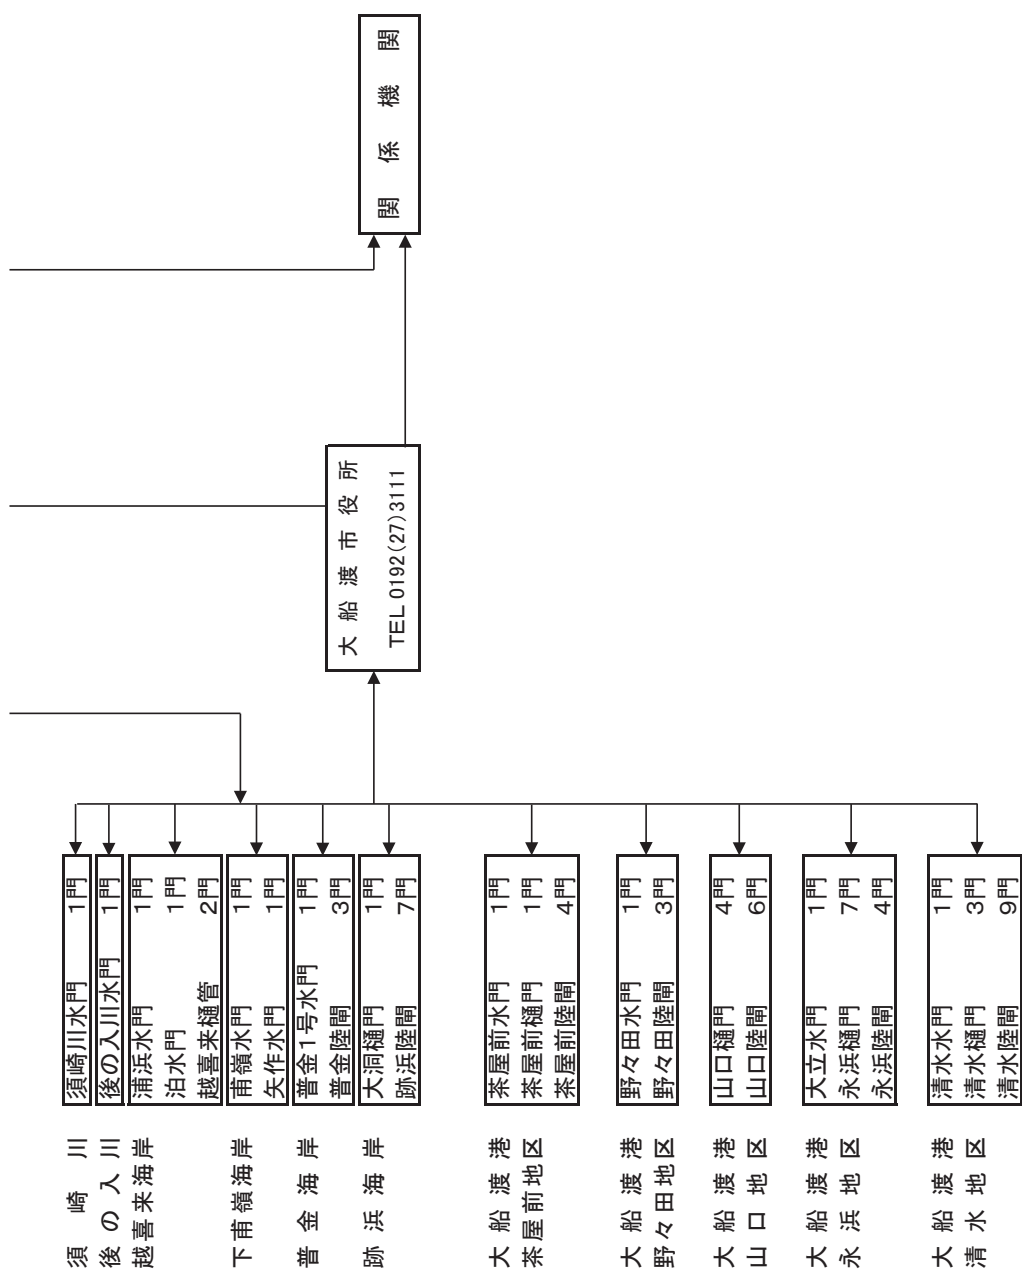 須崎川 須崎川水門 1門
後の入川 後の入川水門 1門
越喜来海岸 浦浜水門 1門
泊水門 1門
越喜来樋管 2門
下甫嶺海岸 甫嶺水門 1門
矢作水門 1門
普金海岸 普金1号水門 1門
普金陸閘 3門
跡浜海岸 大洞樋門 1門
跡浜陸閘 7門
大船渡港 茶屋前水門 1門
茶屋前地区 茶屋前樋門 1門
茶屋前陸閘 4門
大船渡港 野々田水門 1門
野々田地区 野々田陸閘 3門
大船渡港 山口樋門 4門
山口地区 山口陸閘 6門
大船渡港 大立水門 1門
永浜地区 永浜樋門 7門
永浜陸閘 4門
大船渡港 清水水門 1門
清水地区 清水樋門 3門
清水陸閘 9門
大船渡市役所
TEL 0192(27)3111
関係機関